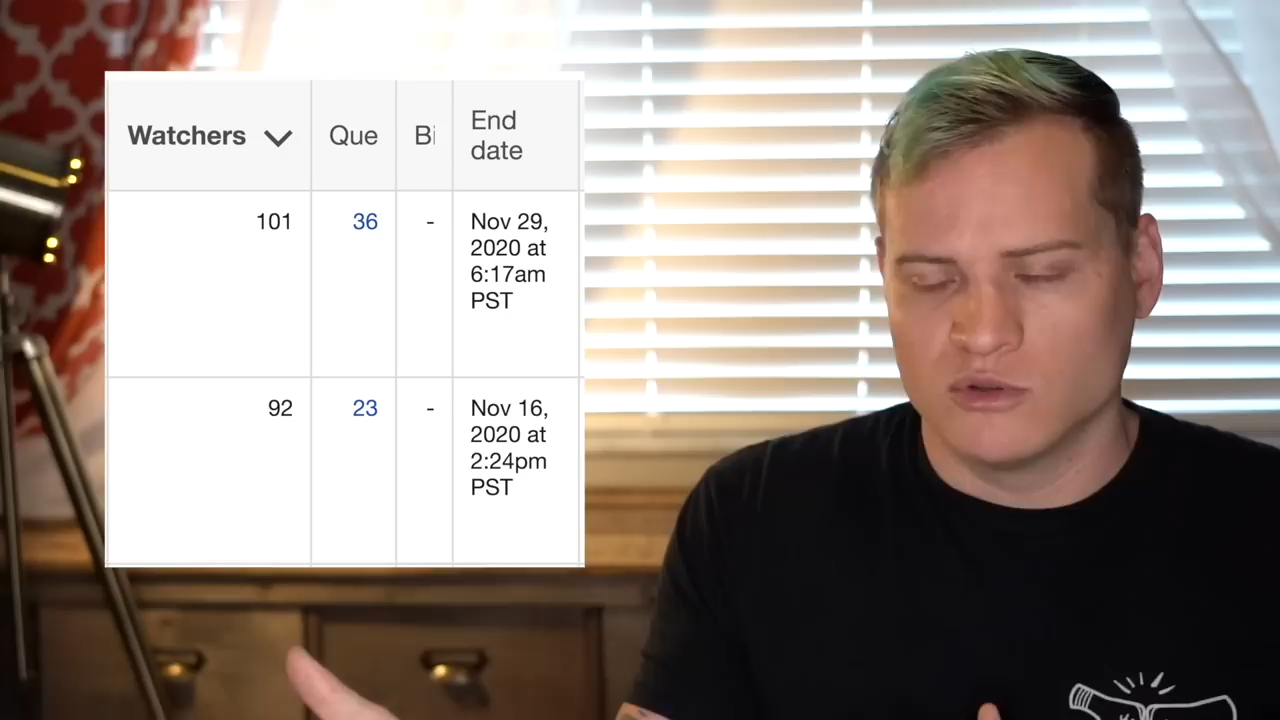 Watchers
Que
Bi
End
date
101
36
-
Nov 29,
2020 at
6:17am
PST
92
23
-
Nov 16,
2020 at
2:24pm
PST